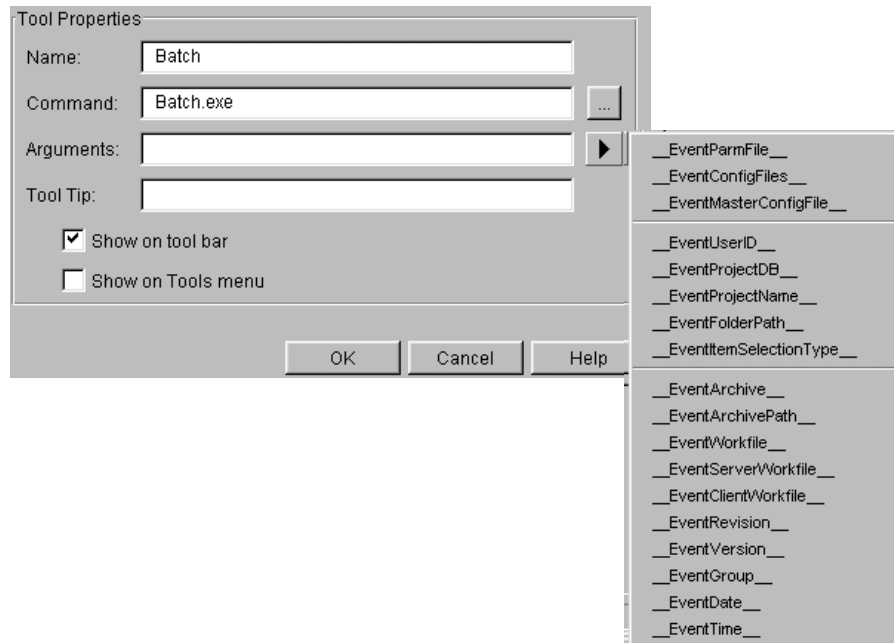 Tool Properties
Name: Batch
Command: Batch.exe ...
Arguments:
Tool Tip:
Show on tool bar
Show on Tools menu
OK Cancel Help
__EventParmFile__
__EventConfigFiles__
__EventMasterConfigFile__
__EventUserID__
__EventProjectDB__
__EventProjectName__
__EventFolderPath__
__EventItemSelectionType__
__EventArchive__
__EventArchivePath__
__EventWorkfile__
__EventServerWorkfile__
__EventClientWorkfile__
__EventRevision__
__EventVersion__
__EventGroup__
__EventDate__
__EventTime__